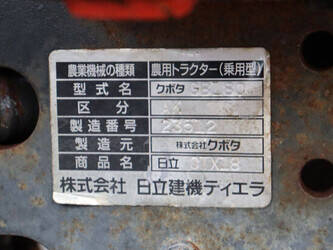 農業機械の種類 農用トラクター(乗用型)
型式名 クボタ
区分
製造番号
製造元 株式会社クボタ
商品名 日立
株式会社 日立建機ティエラ